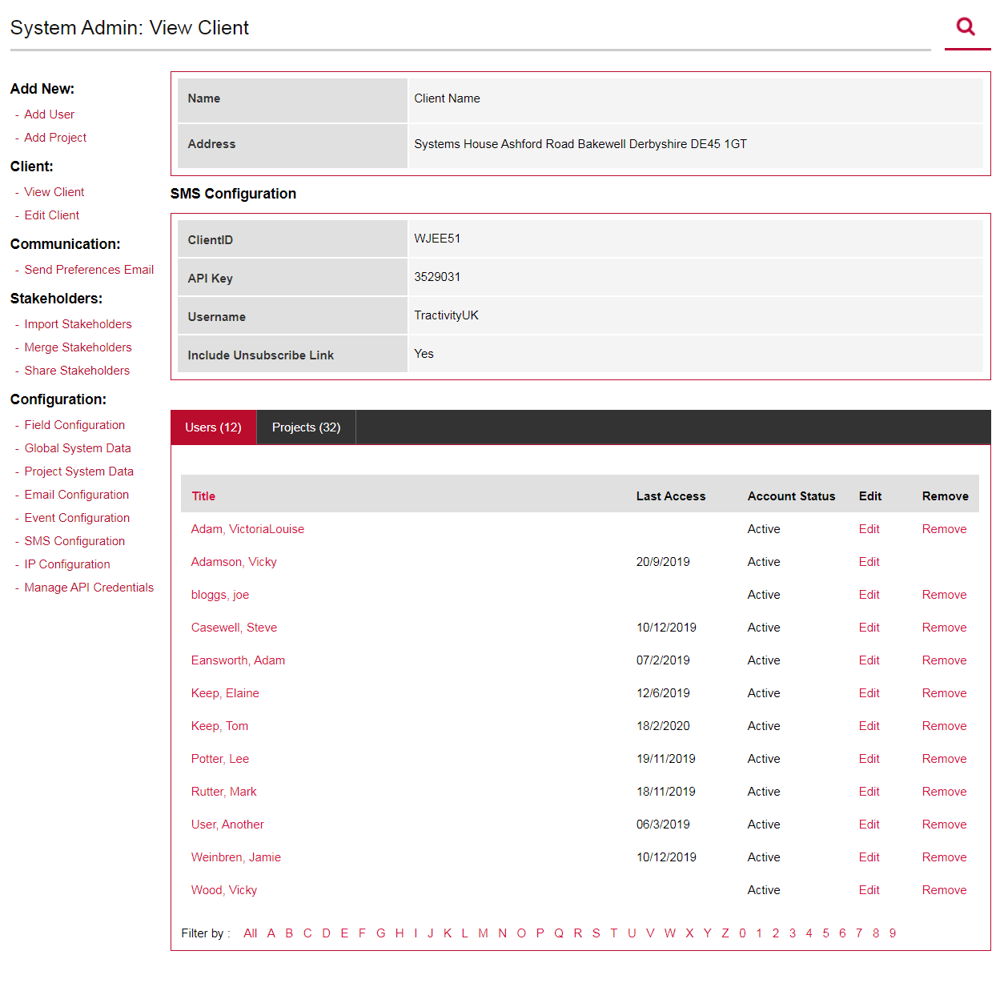 System Admin: View Client
Add New:
- Add User
- Add Project
Client:
- View Client
- Edit Client
Communication:
- Send Preferences Email
Stakeholders:
- Import Stakeholders
- Merge Stakeholders
- Share Stakeholders
Configuration:
- Field Configuration
- Global System Data
- Project System Data
- Email Configuration
- Event Configuration
- SMS Configuration
- IP Configuration
- Manage API Credentials
Name Client Name
Address Systems House Ashford Road Bakewell Derbyshire DE45 1GT
SMS Configuration
ClientID WJEE51
API Key 3529031
Username TractivityUK
Include Unsubscribe Link Yes
Users (12) Projects (32)
Title Last Access Account Status Edit Remove
Adam, VictoriaLouise Active Edit Remove
Adamson, Vicky 20/9/2019 Active Edit
bloggs, joe Active Edit Remove
Casewell, Steve 10/12/2019 Active Edit Remove
Eansworth, Adam 07/2/2019 Active Edit Remove
Keep, Elaine 12/6/2019 Active Edit Remove
Keep, Tom 18/2/2020 Active Edit Remove
Potter, Lee 19/11/2019 Active Edit Remove
Rutter, Mark 18/11/2019 Active Edit Remove
User, Another 06/3/2019 Active Edit Remove
Weinbren, Jamie 10/12/2019 Active Edit Remove
Wood, Vicky Active Edit Remove
Filter by : All A B C D E F G H I J K L M N O P Q R S T U V W X Y Z 0 1 2 3 4 5 6 7 8 9